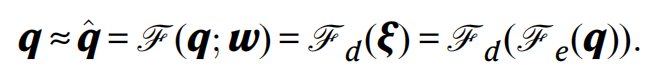 𝒒 ≈ 𝒒̂ = ℱ(𝒒; 𝒘) = ℱ_d(𝝃) = ℱ_d(ℱ_e(𝒒)).